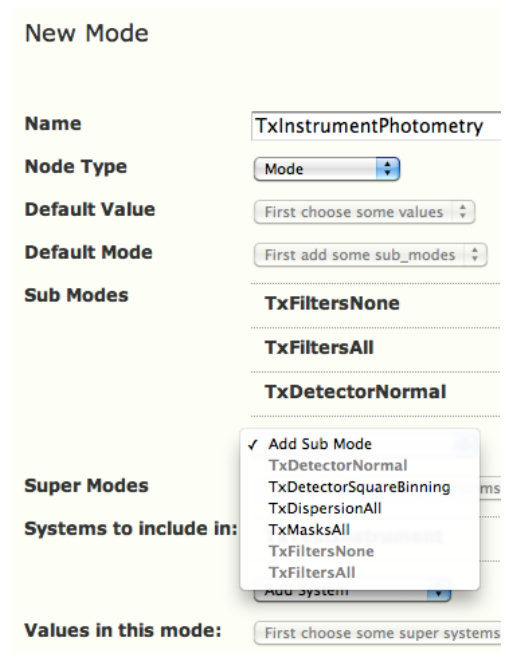 New Mode
Name TxInstrumentPhotometry
Node Type Mode
Default Value First choose some values
Default Mode First add some sub_modes
Sub Modes TxFiltersNone
TxFiltersAll
TxDetectorNormal
✓ Add Sub Mode
TxDetectorNormal
Super Modes TxDetectorSquareBinning ms
TxDispersionAll
Systems to include in: TxMasksAll
TxFiltersNone
TxFiltersAll
Add System
Values in this mode: First choose some super systems